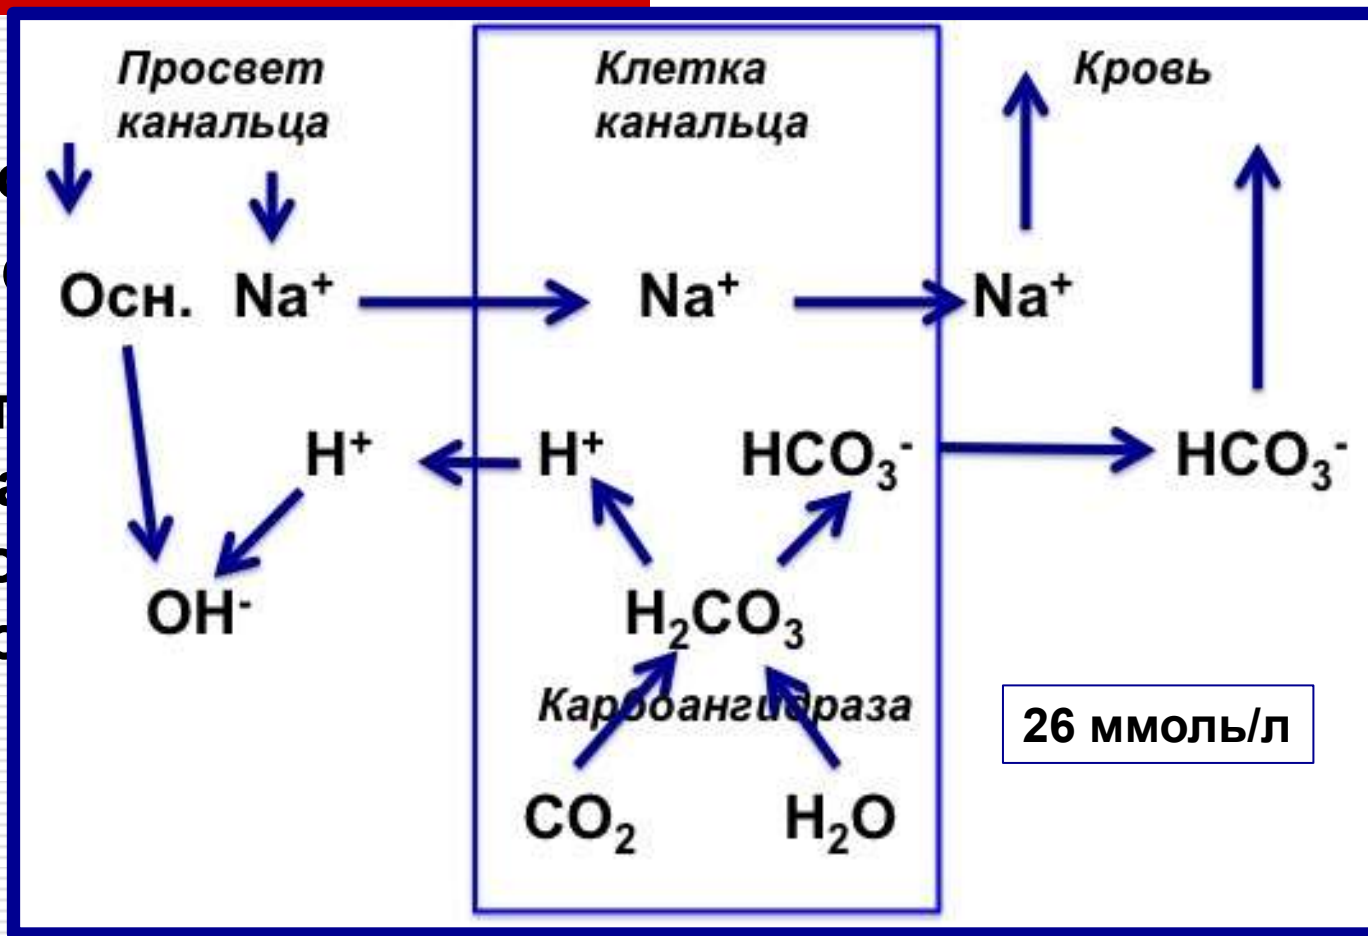 Просвет
канальца
Клетка
канальца
Кровь
Осн. Na⁺ Na⁺ Na⁺
H⁺ H⁺ HCO₃⁻ HCO₃⁻
OH⁻ H₂CO₃
Карбоангидраза
26 ммоль/л
CO₂ H₂O